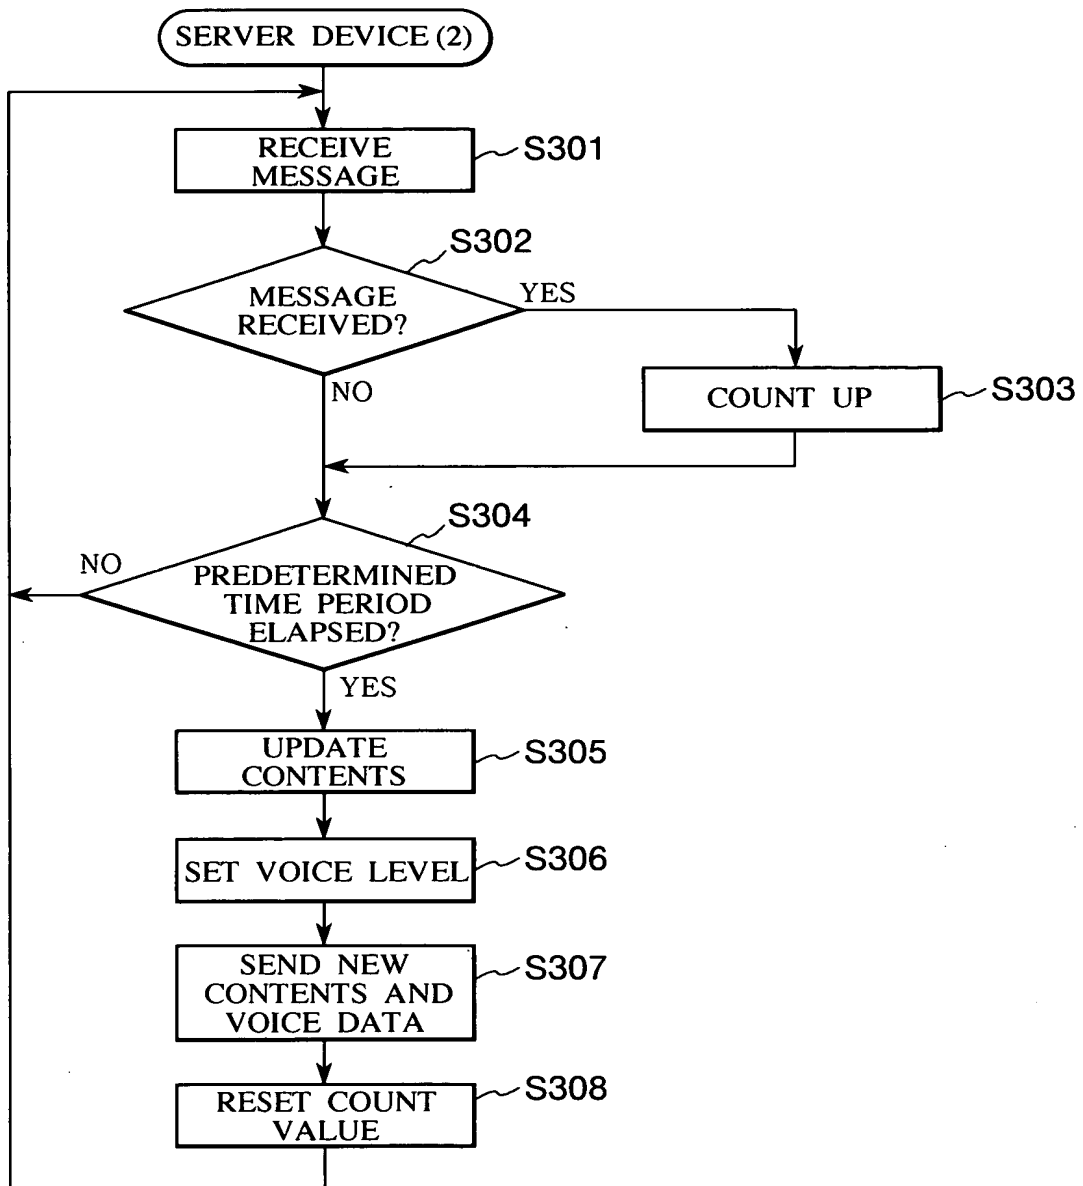 SERVER DEVICE (2)
RECEIVE
MESSAGE
S301
S302
MESSAGE
RECEIVED?
YES
NO
COUNT UP
S303
S304
NO
PREDETERMINED
TIME PERIOD
ELAPSED?
YES
UPDATE
CONTENTS
S305
SET VOICE LEVEL
S306
SEND NEW
CONTENTS AND
VOICE DATA
S307
RESET COUNT
VALUE
S308